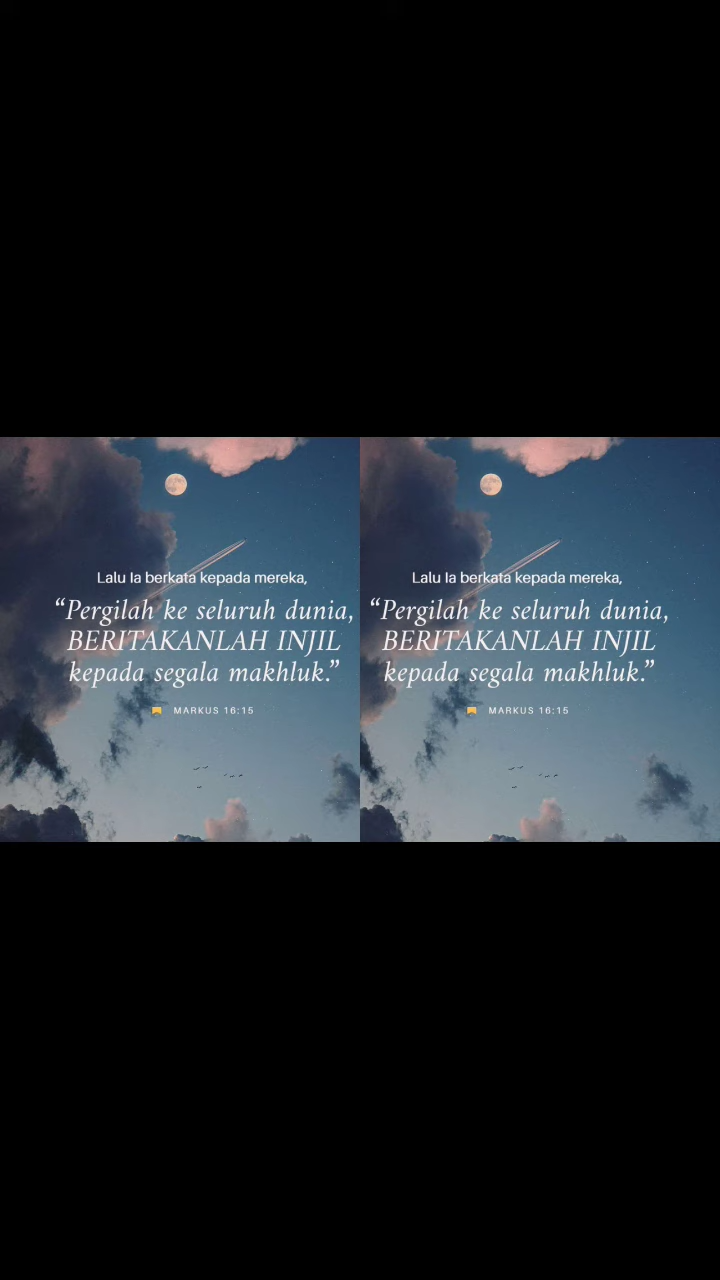 Lalu Ia berkata kepada mereka,
“Pergilah ke seluruh dunia,
BERITAKANLAH INJIL
kepada segala makhluk.”
MARKUS 16:15
Lalu Ia berkata kepada mereka,
“Pergilah ke seluruh dunia,
BERITAKANLAH INJIL
kepada segala makhluk.”
MARKUS 16:15